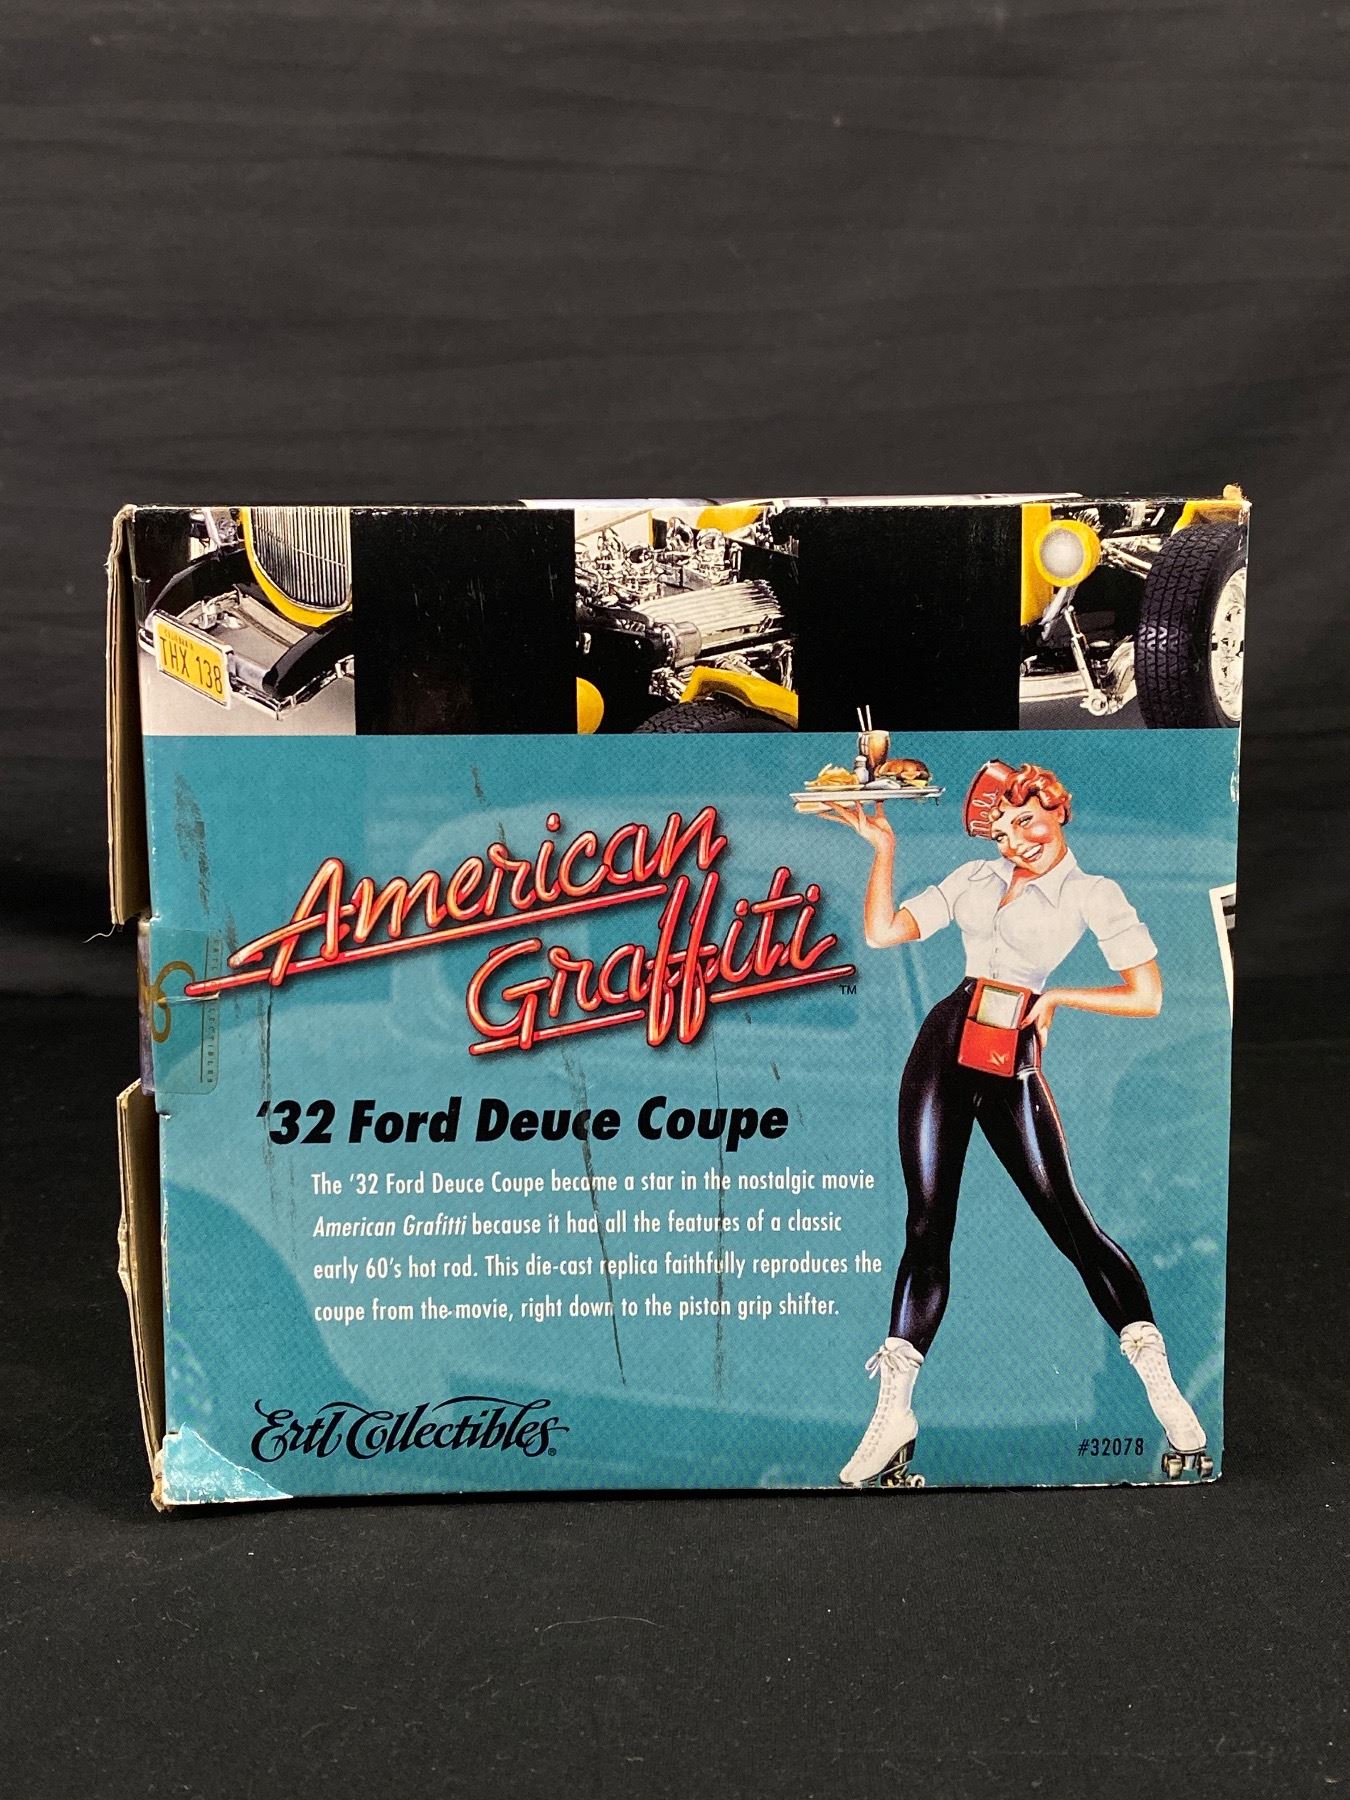 THX 138
Mels
American
Graffiti
™
'32 Ford Deuce Coupe
The '32 Ford Deuce Coupe became a star in the nostalgic movie
American Grafitti because it had all the features of a classic
early 60's hot rod. This die-cast replica faithfully reproduces the
coupe from the movie, right down to the piston grip shifter.
Ertl Collectibles®
#32078